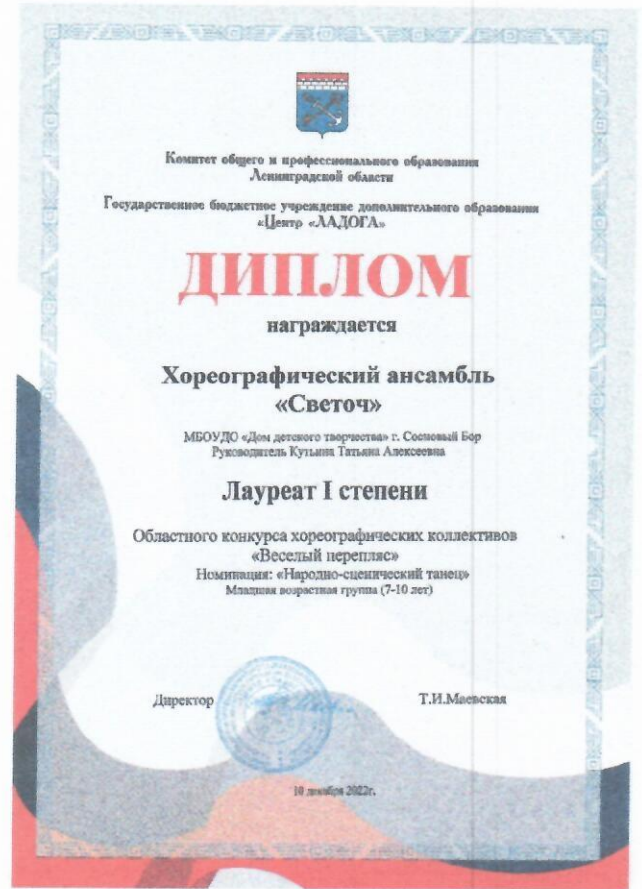 Комитет общего и профессионального образования
Ленинградской области
Государственное бюджетное учреждение дополнительного образования
«Центр «ЛАДОГА»
ДИПЛОМ
награждается
Хореографический ансамбль
«Светоч»
МБОУДО «Дом детского творчества» г. Сосновый Бор
Руководитель Кутьина Татьяна Алексеевна
Лауреат I степени
Областного конкурса хореографических коллективов
«Веселый перепляс»
Номинация: «Народно-сценический танец»
Младшая возрастная группа (7-10 лет)
Директор
Т.И.Маевская
10 декабря 2022г.